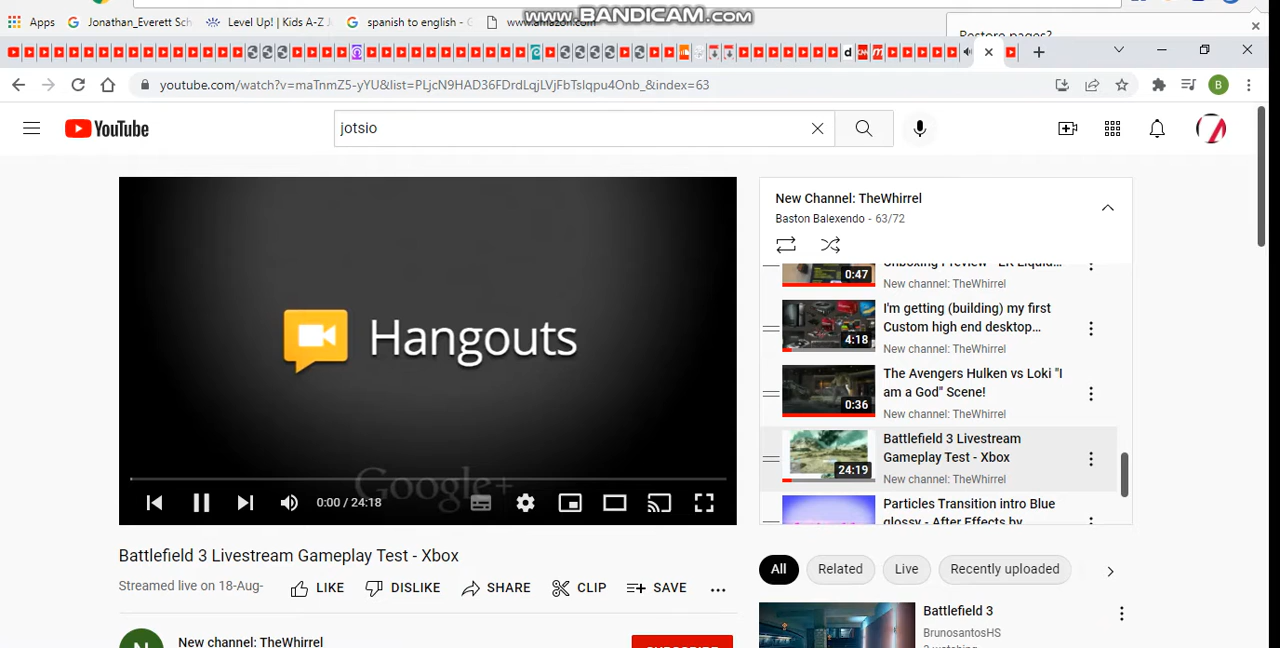 www.BANDICAM.com
Apps Jonathan_Everett Sch Level Up! | Kids A-Z spanish to english - www.amazon.com
Restore pages?
youtube.com/watch?v=maTnmZ5-yYU&list=PLjcN9HAD36FDrdLqjLVjFbTslqpu4Onb_&index=63
B
YouTube
jotsio
Hangouts
Google+
0:00 / 24:18
New Channel: TheWhirrel
Baston Balexendo - 63/72
Unboxing Preview - LR Liquid...
0:47
New channel: TheWhirrel
I'm getting (building) my first
Custom high end desktop...
4:18
New channel: TheWhirrel
The Avengers Hulken vs Loki "I
am a God" Scene!
0:36
New channel: TheWhirrel
Battlefield 3 Livestream
Gameplay Test - Xbox
24:19
New channel: TheWhirrel
Particles Transition intro Blue
glossy - After Effects by
Battlefield 3 Livestream Gameplay Test - Xbox
Streamed live on 18-Aug-
LIKE DISLIKE SHARE CLIP SAVE
N New channel: TheWhirrel
SUBSCRIBE
All Related Live Recently uploaded
Battlefield 3
BrunosantosHS
2 watching